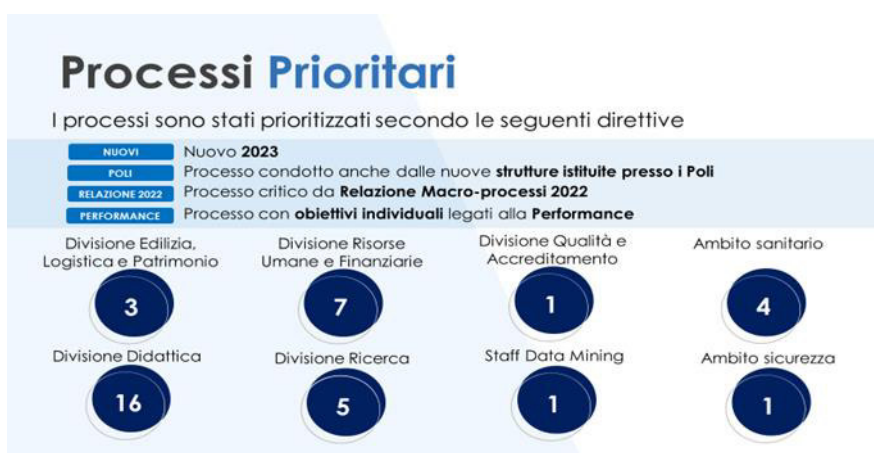 Processi Prioritari
I processi sono stati prioritizzati secondo le seguenti direttive
NUOVI Nuovo 2023
POLI Processo condotto anche dalle nuove strutture istituite presso i Poli
RELAZIONE 2022 Processo critico da Relazione Macro-processi 2022
PERFORMANCE Processo con obiettivi individuali legati alla Performance
Divisione Edilizia,
Logistica e Patrimonio
3
Divisione Risorse
Umane e Finanziarie
7
Divisione Qualità e
Accreditamento
1
Ambito sanitario
4
Divisione Didattica
16
Divisione Ricerca
5
Staff Data Mining
1
Ambito sicurezza
1